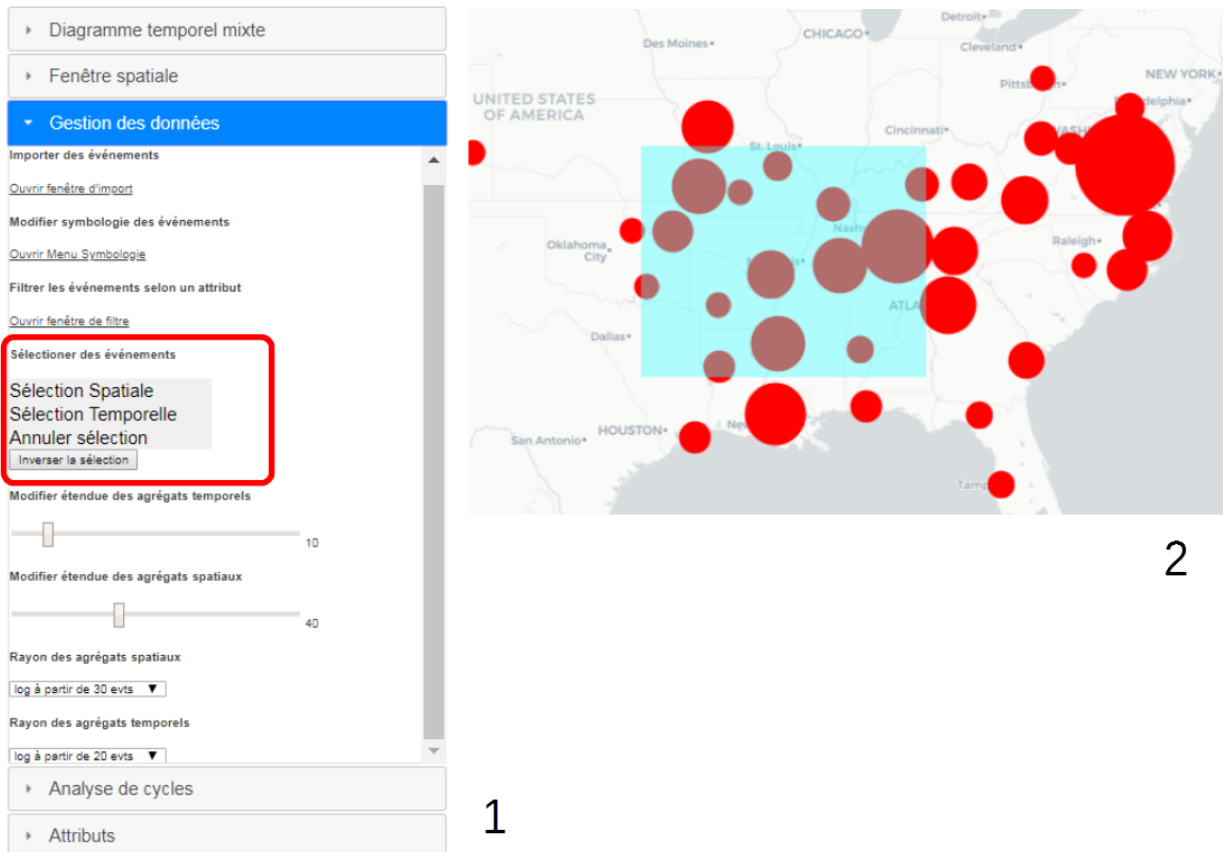 Diagramme temporel mixte
Fenêtre spatiale
Gestion des données
Importer des événements
Ouvrir fenêtre d'import
Modifier symbologie des événements
Ouvrir Menu Symbologie
Filtrer les événements selon un attribut
Ouvrir fenêtre de filtre
Sélectioner des événements
Sélection Spatiale
Sélection Temporelle
Annuler sélection
Inverser la sélection
Modifier étendue des agrégats temporels
10
Modifier étendue des agrégats spatiaux
40
Rayon des agrégats spatiaux
log à partir de 30 evts ▼
Rayon des agrégats temporels
log à partir de 20 evts ▼
Analyse de cycles
Attributs
1
Detroit
CHICAGO
Des Moines
Cleveland
NEW YORK
UNITED STATES
OF AMERICA
Cincinnati
St. Louis
Oklahoma
City
Raleigh
Dallas
HOUSTON
San Antonio
2